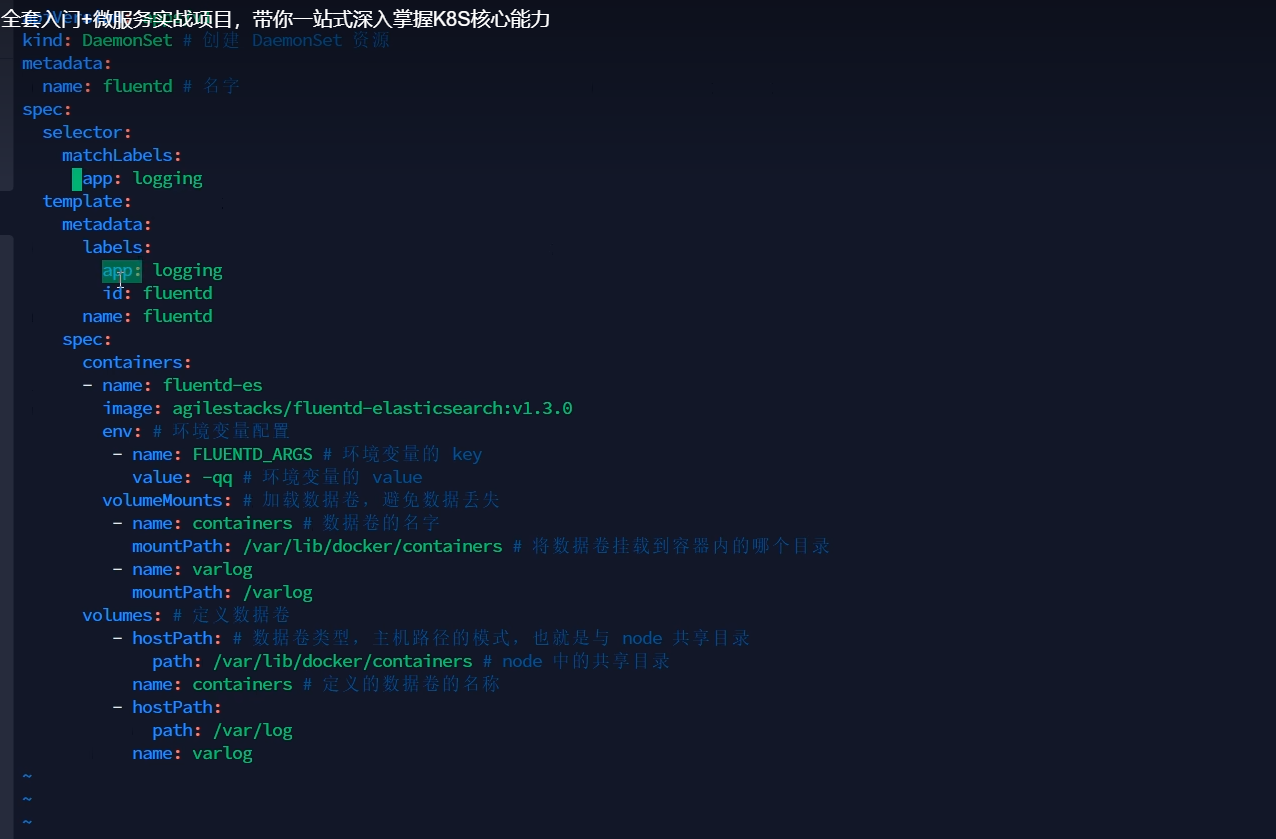 全套入门+微服务实战项目，带你一站式深入掌握K8S核心能力
kind: DaemonSet # 创建 DaemonSet 资源
metadata:
  name: fluentd # 名字
spec:
  selector:
    matchLabels:
      app: logging
  template:
    metadata:
      labels:
        app: logging
        id: fluentd
      name: fluentd
    spec:
      containers:
      - name: fluentd-es
        image: agilestacks/fluentd-elasticsearch:v1.3.0
        env: # 环境变量配置
         - name: FLUENTD_ARGS # 环境变量的 key
           value: -qq # 环境变量的 value
        volumeMounts: # 加载数据卷，避免数据丢失
         - name: containers # 数据卷的名字
           mountPath: /var/lib/docker/containers # 将数据卷挂载到容器内的哪个目录
         - name: varlog
           mountPath: /varlog
      volumes: # 定义数据卷
         - hostPath: # 数据卷类型，主机路径的模式，也就是与 node 共享目录
             path: /var/lib/docker/containers # node 中的共享目录
           name: containers # 定义的数据卷的名称
         - hostPath:
             path: /var/log
           name: varlog
~
~
~